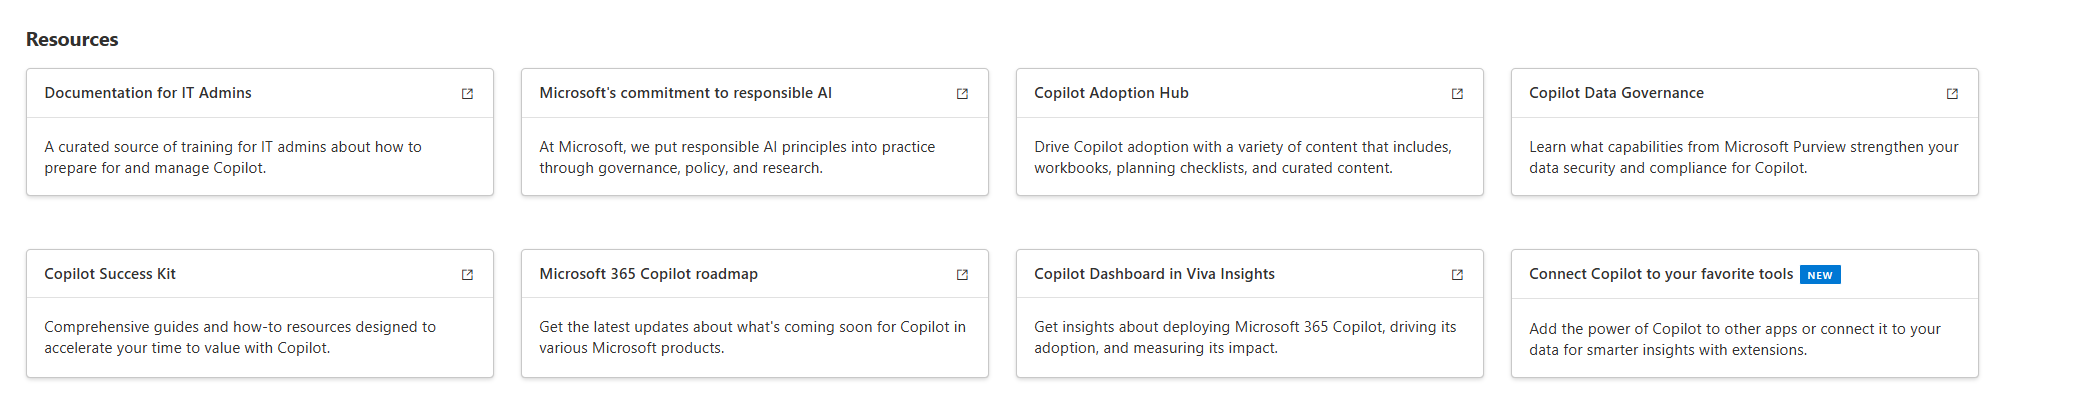 Resources
Documentation for IT Admins
A curated source of training for IT admins about how to
prepare for and manage Copilot.
Microsoft's commitment to responsible AI
At Microsoft, we put responsible AI principles into practice
through governance, policy, and research.
Copilot Adoption Hub
Drive Copilot adoption with a variety of content that includes,
workbooks, planning checklists, and curated content.
Copilot Data Governance
Learn what capabilities from Microsoft Purview strengthen your
data security and compliance for Copilot.
Copilot Success Kit
Comprehensive guides and how-to resources designed to
accelerate your time to value with Copilot.
Microsoft 365 Copilot roadmap
Get the latest updates about what's coming soon for Copilot in
various Microsoft products.
Copilot Dashboard in Viva Insights
Get insights about deploying Microsoft 365 Copilot, driving its
adoption, and measuring its impact.
Connect Copilot to your favorite tools NEW
Add the power of Copilot to other apps or connect it to your
data for smarter insights with extensions.